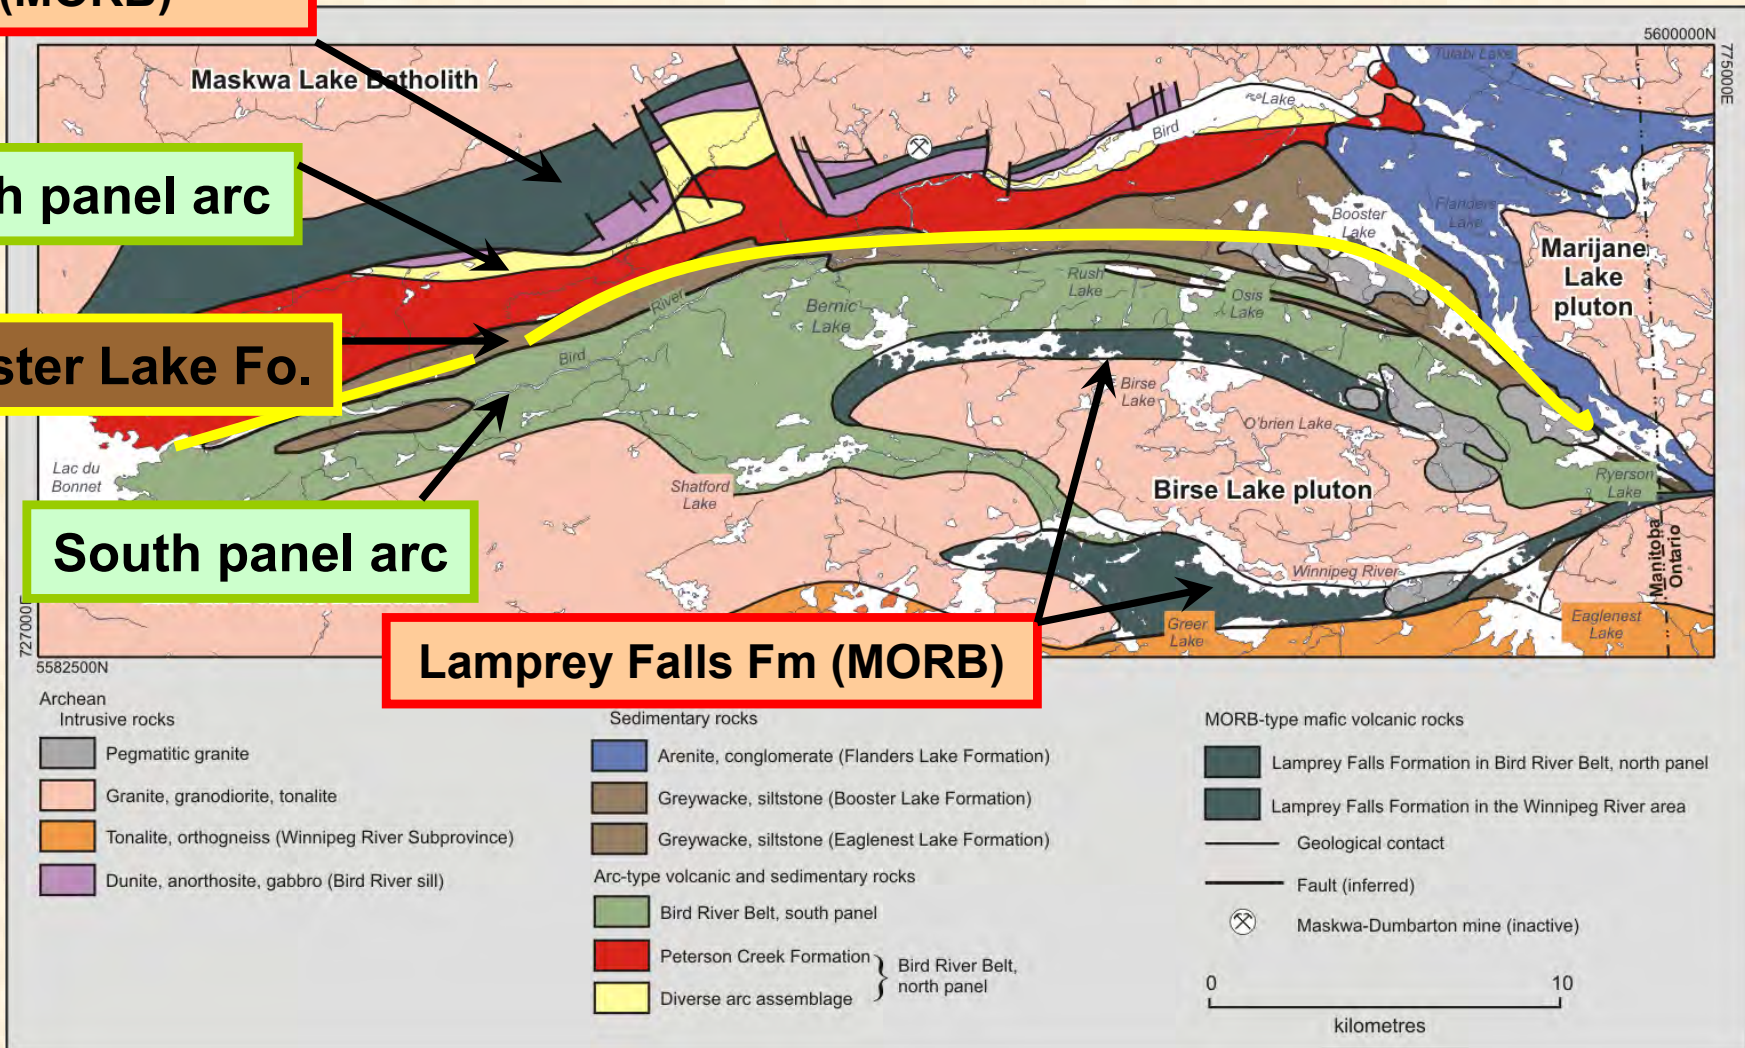 (MORB)
5600000N
775000E
Tulabi Lake
Maskwa Lake Batholith
Lake
Bird
h panel arc
Booster
Lake
Flanders
Lake
Marijane
Lake
pluton
Rush
Lake
Osis
Lake
River
Bernic
Lake
ster Lake Fo.
Bird
Birse
Lake
O'brien Lake
Lac du
Bonnet
Shatford
Lake
Birse Lake pluton
Ryerson
Lake
South panel arc
Manitoba
Ontario
Winnipeg River
Greer
Lake
Eaglenest
Lake
727000E
5582500N
Lamprey Falls Fm (MORB)
Archean
Intrusive rocks
Pegmatitic granite
Granite, granodiorite, tonalite
Tonalite, orthogneiss (Winnipeg River Subprovince)
Dunite, anorthosite, gabbro (Bird River sill)
Sedimentary rocks
Arenite, conglomerate (Flanders Lake Formation)
Greywacke, siltstone (Booster Lake Formation)
Greywacke, siltstone (Eaglenest Lake Formation)
Arc-type volcanic and sedimentary rocks
Bird River Belt, south panel
Peterson Creek Formation
Diverse arc assemblage
Bird River Belt,
north panel
MORB-type mafic volcanic rocks
Lamprey Falls Formation in Bird River Belt, north panel
Lamprey Falls Formation in the Winnipeg River area
Geological contact
Fault (inferred)
Maskwa-Dumbarton mine (inactive)
0 10
kilometres